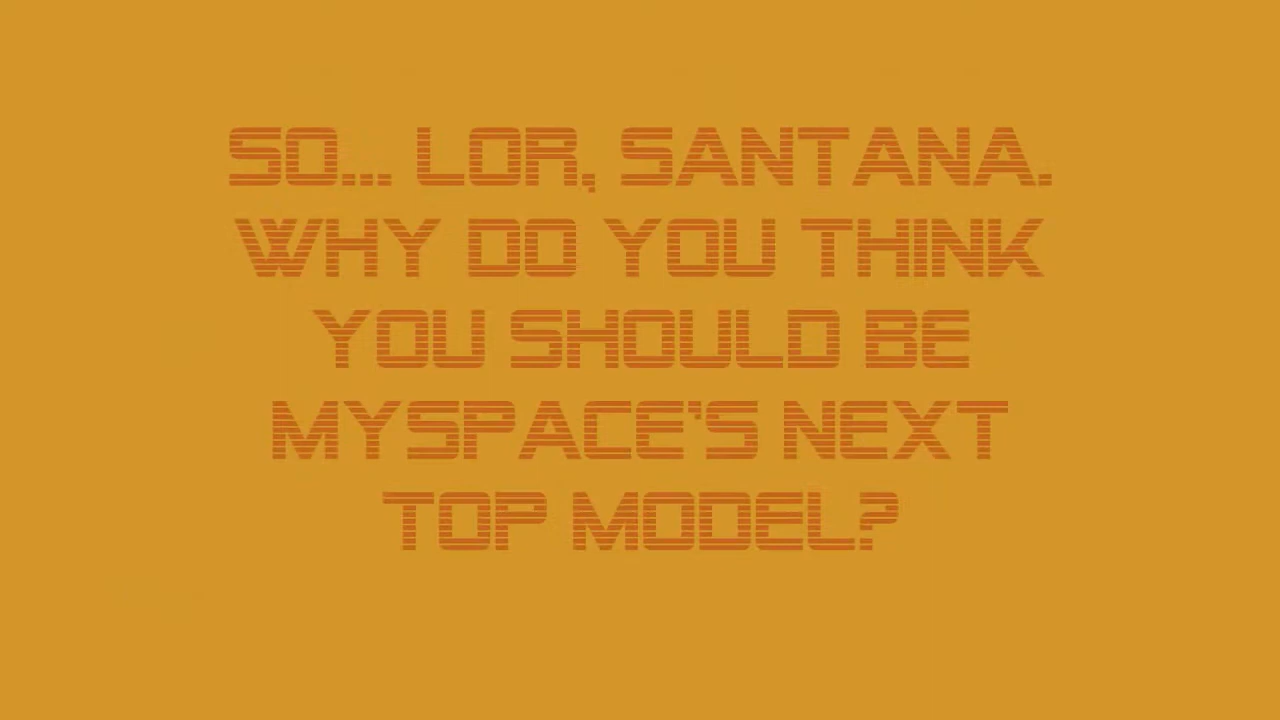 SO... LOR, SANTANA.
WHY DO YOU THINK
YOU SHOULD BE
MYSPACE'S NEXT
TOP MODEL?